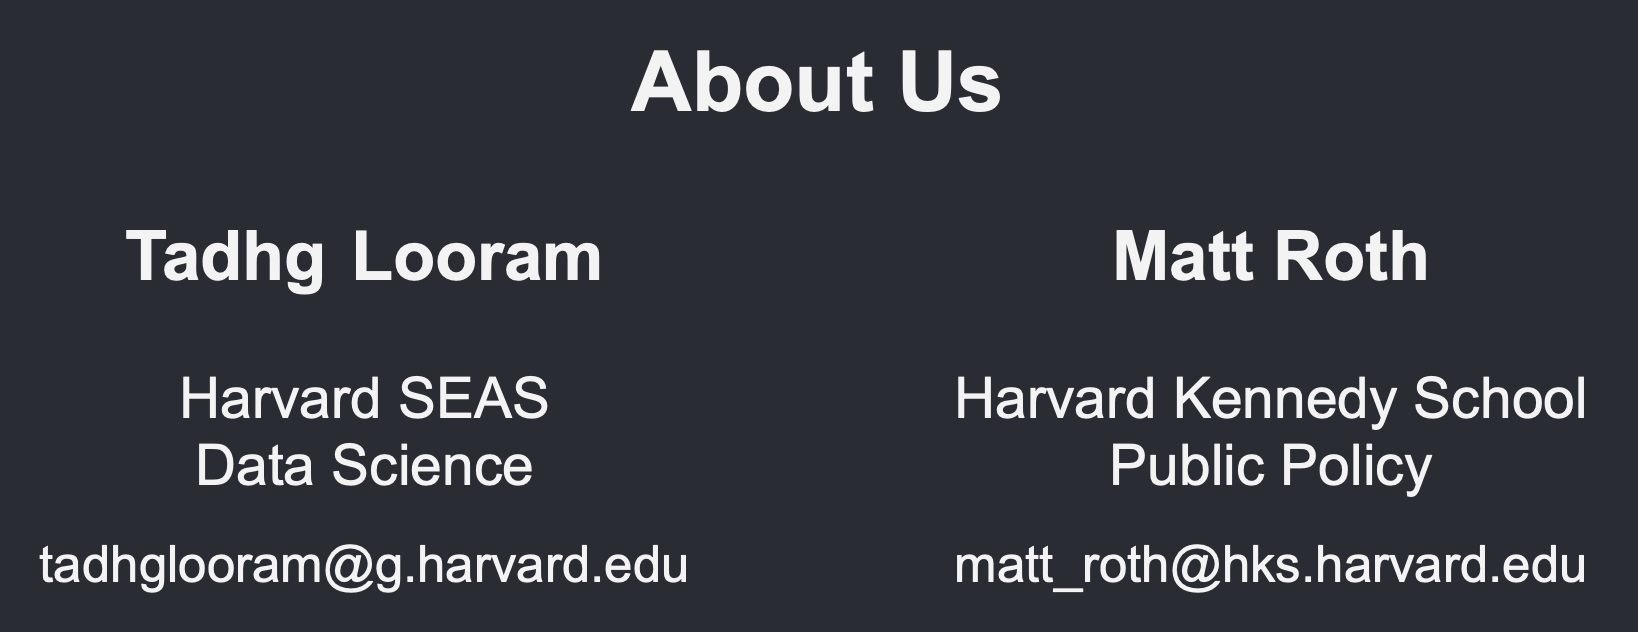 About Us
Tadhg Looram
Harvard SEAS
Data Science
tadhglooram@g.harvard.edu
Matt Roth
Harvard Kennedy School
Public Policy
matt_roth@hks.harvard.edu